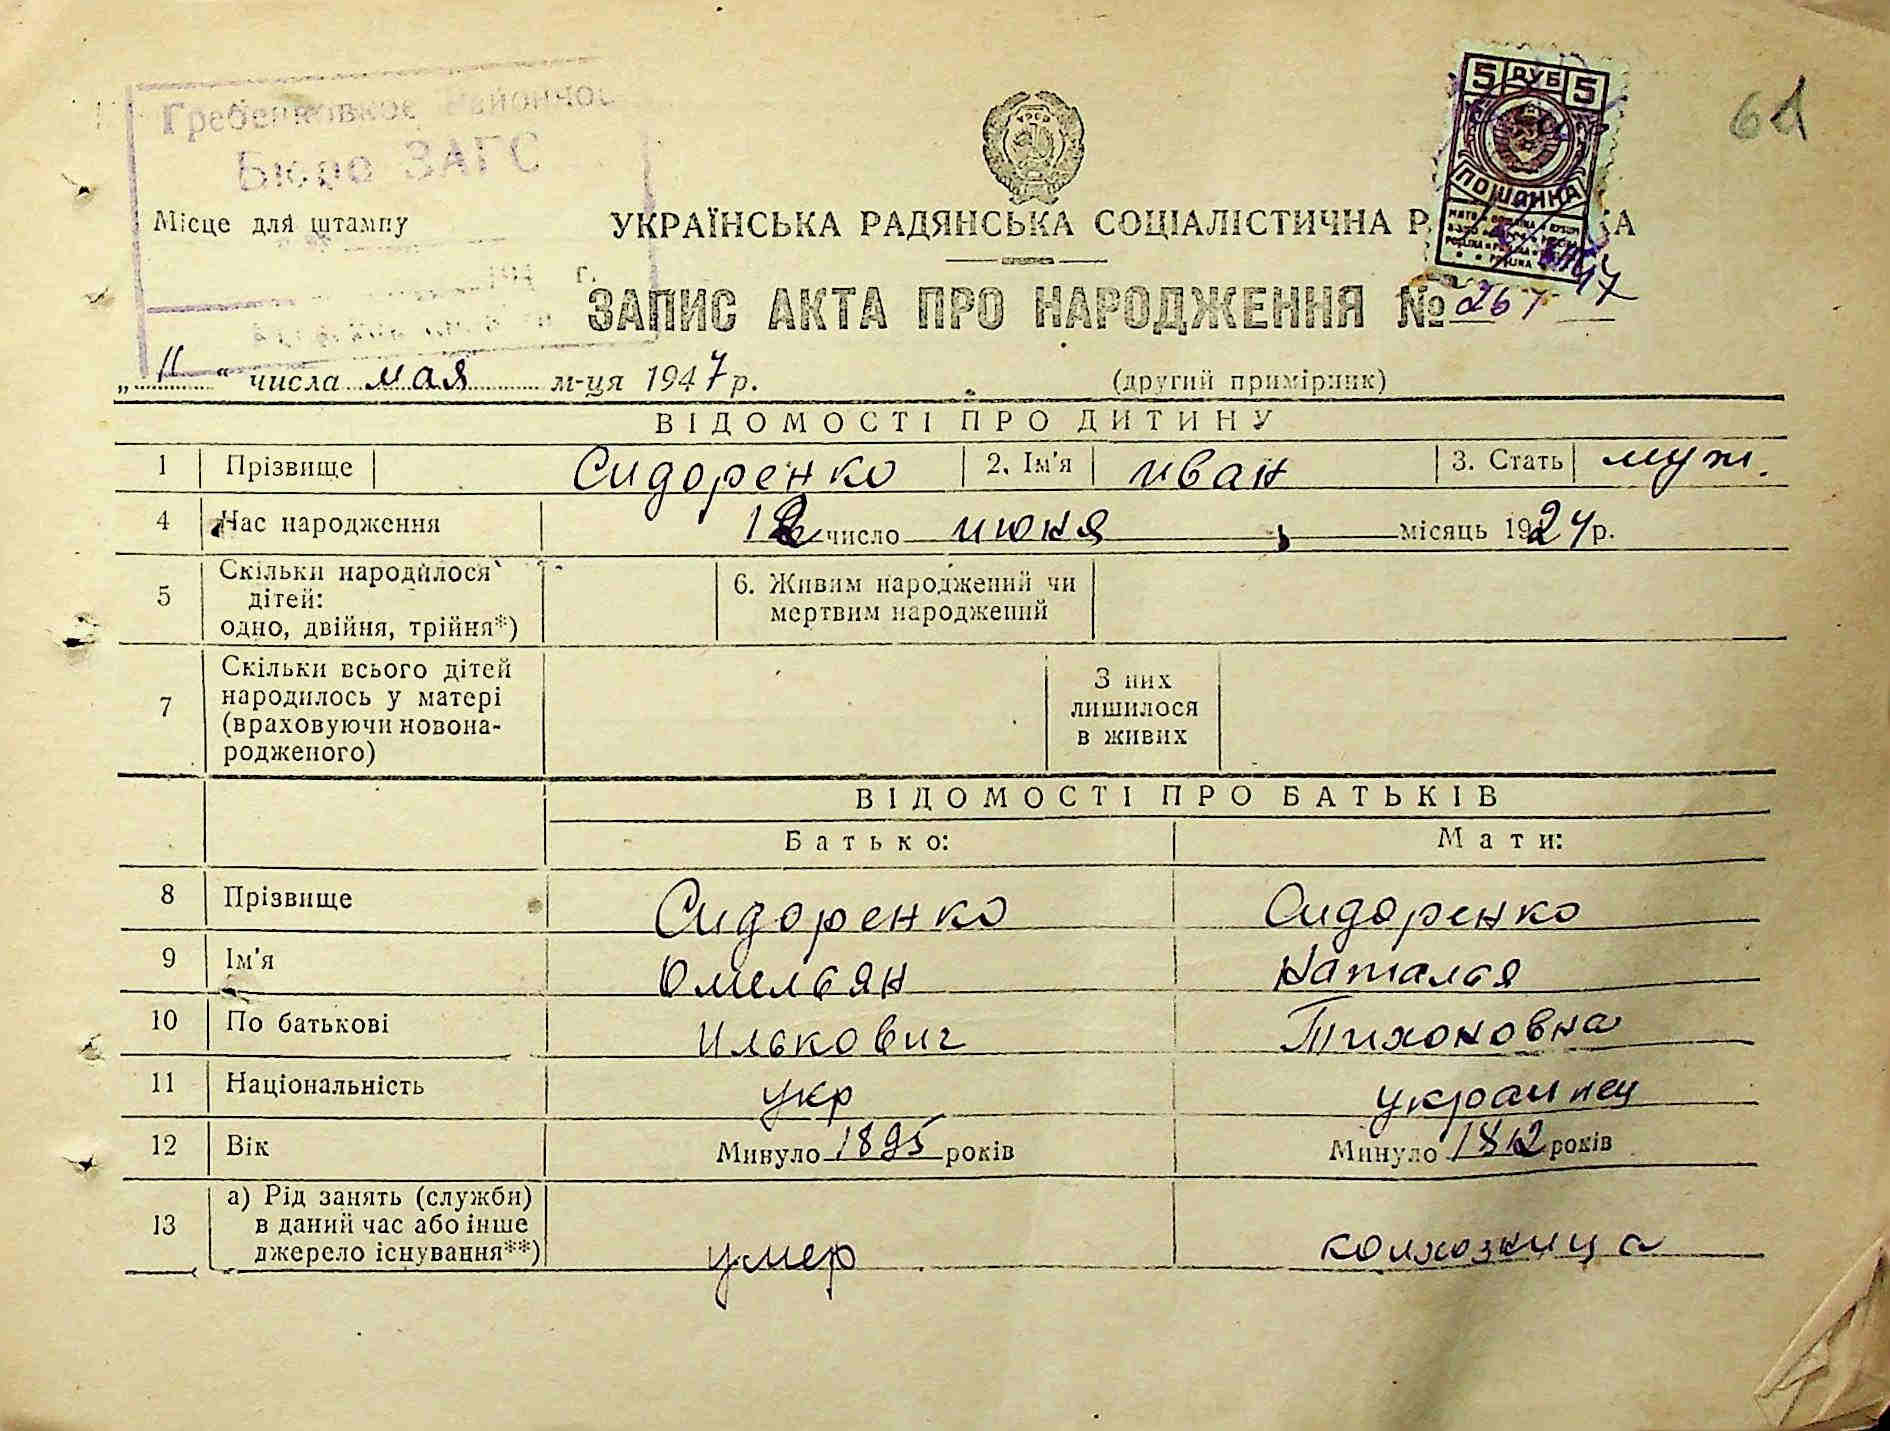 61
Гребенковское Районное
Бюро ЗАГС
Місце для штампу
194 г.
УРСР
5 РУБ 5
ПОШЛИНА
УКРАЇНСЬКА РАДЯНСЬКА СОЦІАЛІСТИЧНА Р КА
ЗАПИС АКТА ПРО НАРОДЖЕННЯ № 267
„ 11 “ числа мая м-ця 1947 р. (другий примірник)
ВІДОМОСТІ ПРО ДИТИНУ
1 Прізвище Сидоренко 2. Ім'я иван 3. Стать муж.
4 Час народження 12 число июня місяць 1924 р.
5 Скільки народилося дітей: одно, двійня, трійня*) 6. Живим народжений чи мертвим народжений
7 Скільки всього дітей народилось у матері (враховуючи новонародженого) З них лишилося в живих
ВІДОМОСТІ ПРО БАТЬКІВ
Батько: Мати:
8 Прізвище Сидоренко Сидоренко
9 Ім'я Омельян Наталья
10 По батькові Илькович Тихоновна
11 Національність укр украинец
12 Вік Минуло 1895 років Минуло років
13 а) Рід занять (служби) в даний час або інше джерело існування**) умер колхозница